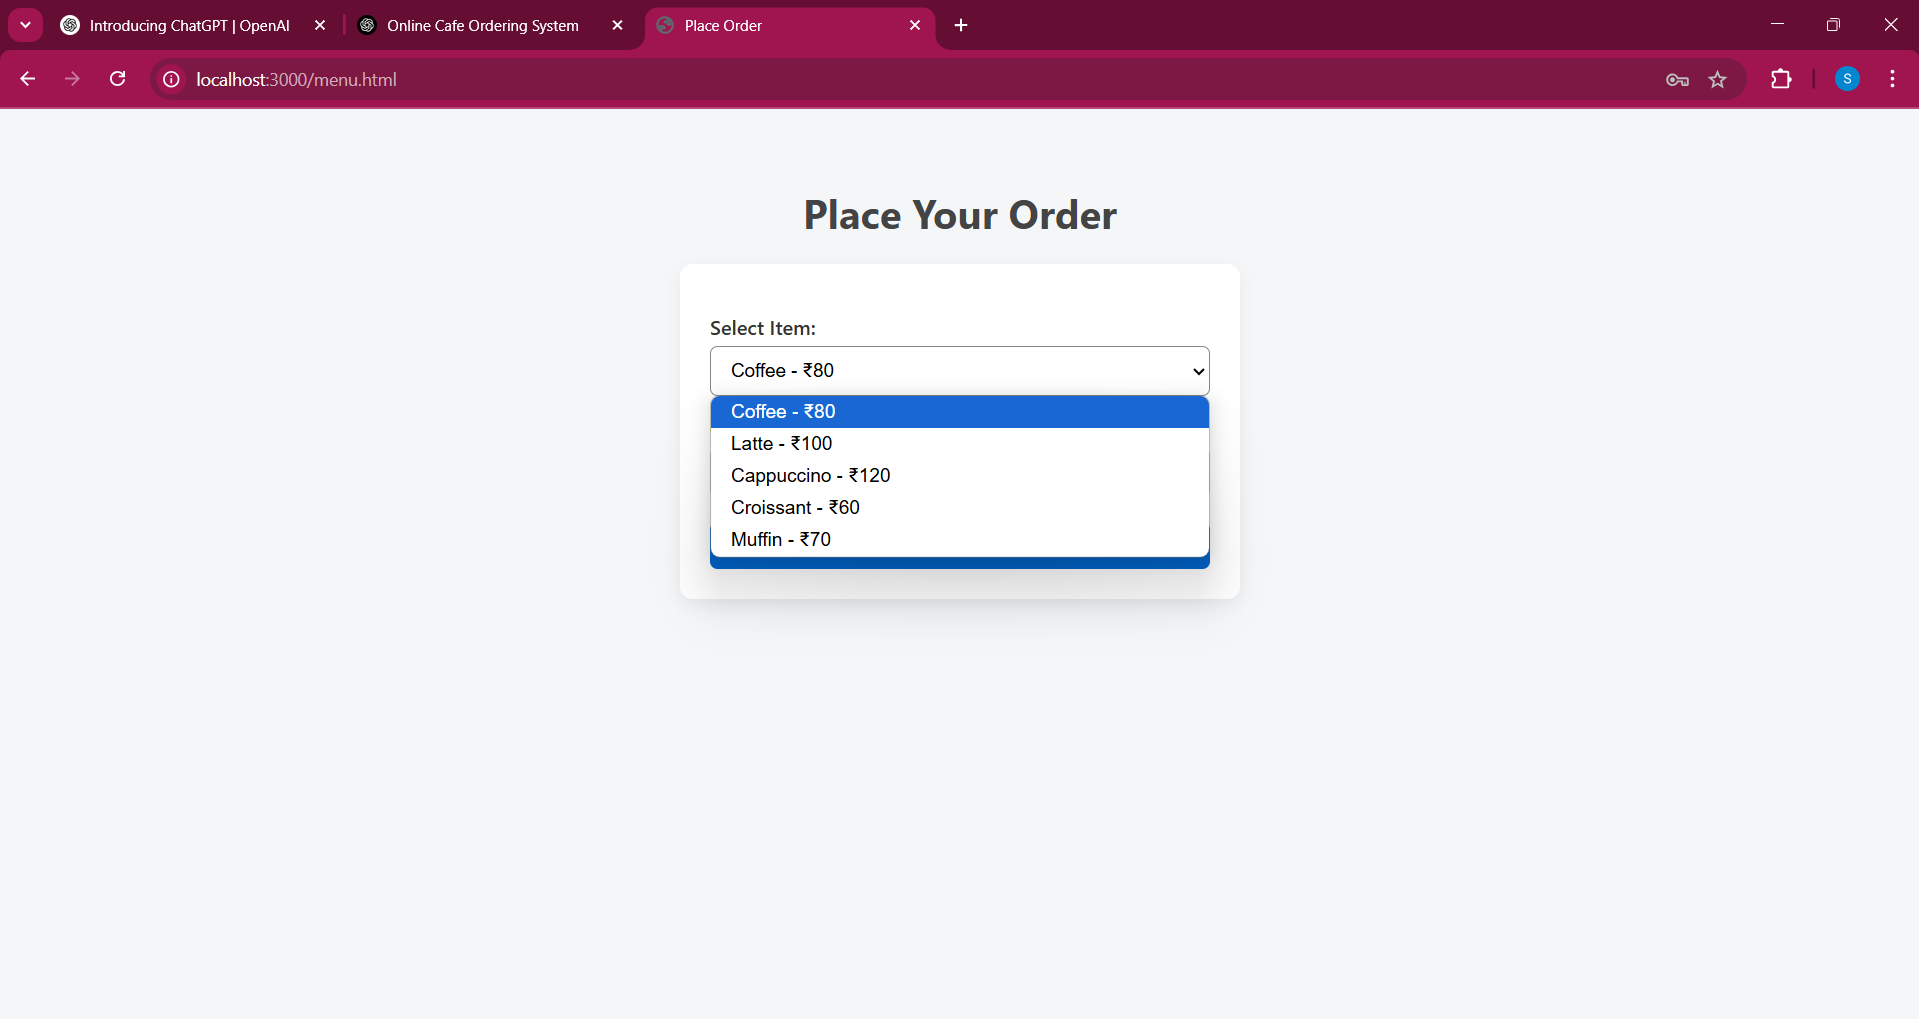 Introducing ChatGPT | OpenAI
Online Cafe Ordering System
Place Order
localhost:3000/menu.html
S
Place Your Order
Select Item:
Coffee - ₹80
Coffee - ₹80
Latte - ₹100
Cappuccino - ₹120
Croissant - ₹60
Muffin - ₹70